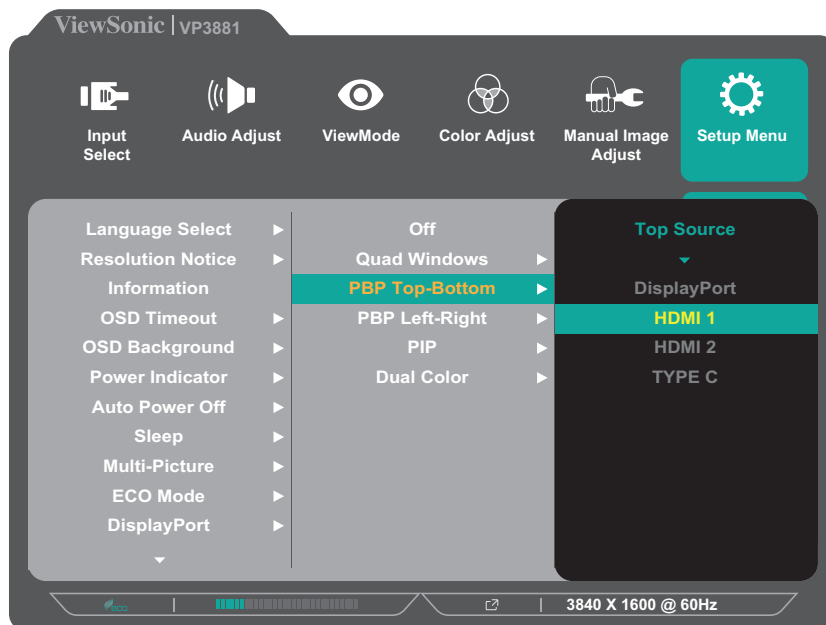 ViewSonic | VP3881
Input Select
Audio Adjust
ViewMode
Color Adjust
Manual Image Adjust
Setup Menu
Language Select
Resolution Notice
Information
OSD Timeout
OSD Background
Power Indicator
Auto Power Off
Sleep
Multi-Picture
ECO Mode
DisplayPort
Off
Quad Windows
PBP Top-Bottom
PBP Left-Right
PIP
Dual Color
Top Source
DisplayPort
HDMI 1
HDMI 2
TYPE C
eco
3840 X 1600 @ 60Hz